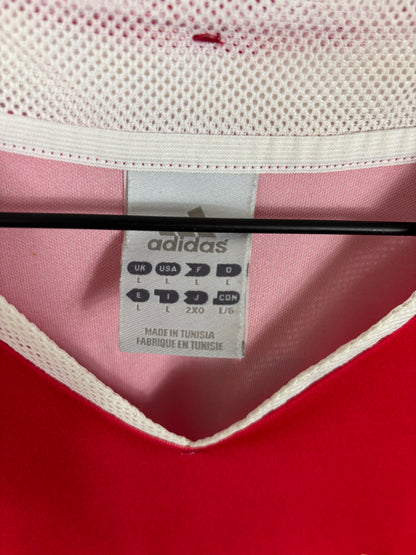 adidas
UK USA F D
L L L L
E I J CDN
L L 2XO L/G
MADE IN TUNISIA
FABRIQUE EN TUNISIE